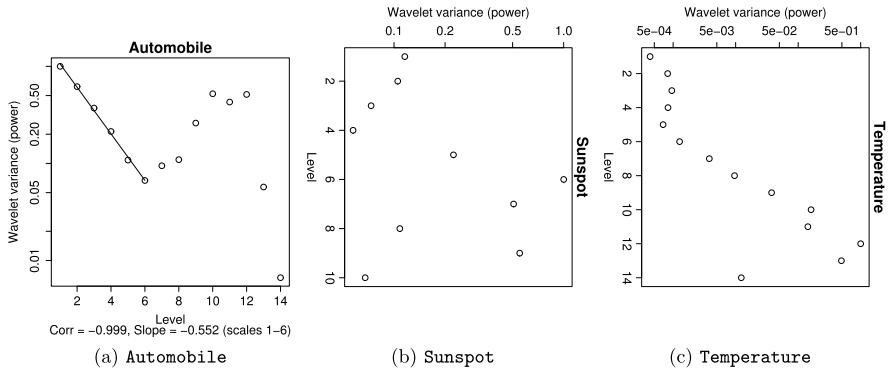 Automobile
Wavelet variance (power)
0.50
0.20
0.05
0.01
2 4 6 8 10 12 14
Level
Corr = −0.999, Slope = −0.552 (scales 1−6)
(a) Automobile
Wavelet variance (power)
0.1 0.2 0.5 1.0
2
4
6
8
10
Level
Sunspot
(b) Sunspot
Wavelet variance (power)
5e−04 5e−03 5e−02 5e−01
2
4
6
8
10
12
14
Level
Temperature
(c) Temperature